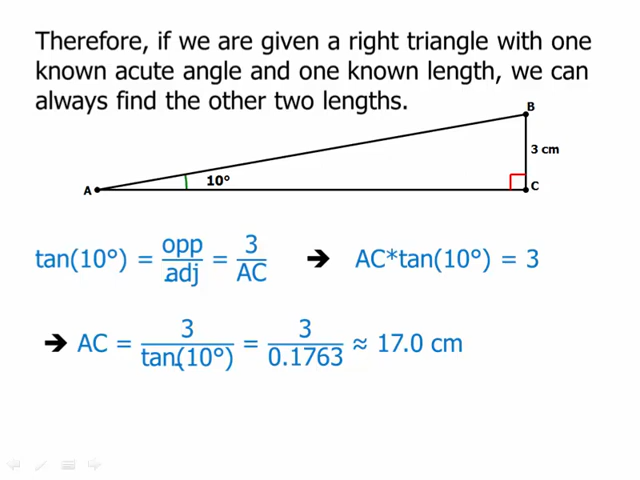 Therefore, if we are given a right triangle with one
known acute angle and one known length, we can
always find the other two lengths.
B
3 cm
10°
A
C
tan(10°) = opp/adj = 3/AC ➔ AC*tan(10°) = 3
➔ AC = 3/tan(10°) = 3/0.1763 ≈ 17.0 cm